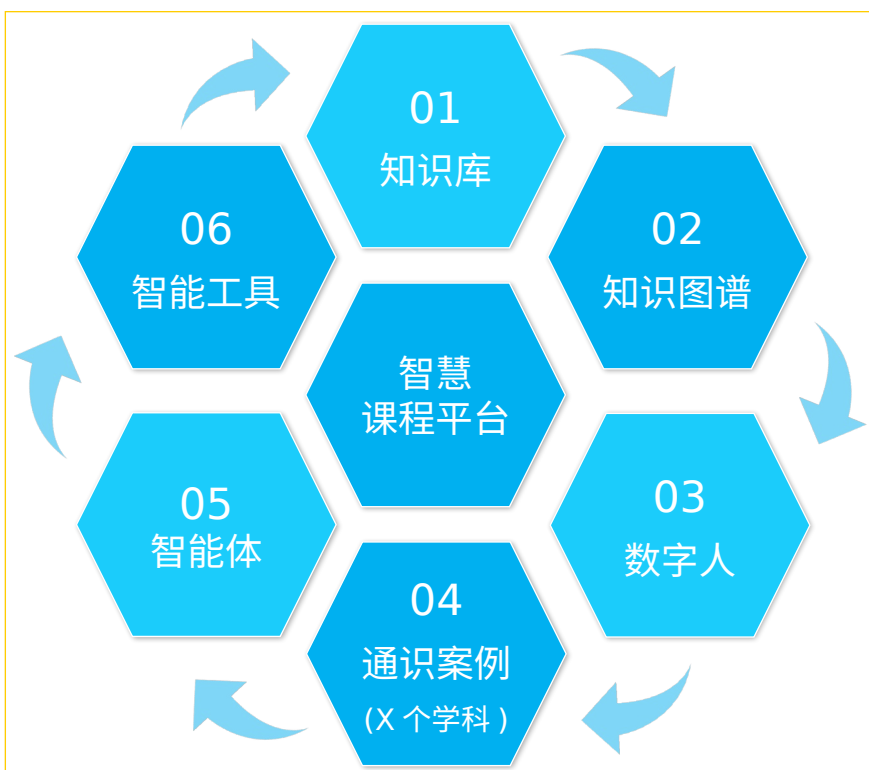 01
知识库
02
知识图谱
03
数字人
04
通识案例
(X 个学科 )
05
智能体
06
智能工具
智慧
课程平台